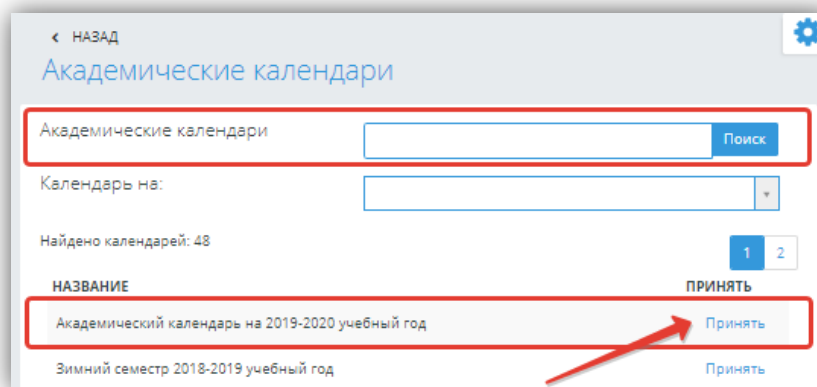 НАЗАД
Академические календари
Академические календари Поиск
Календарь на:
Найдено календарей: 48
1 2
НАЗВАНИЕ ПРИНЯТЬ
Академический календарь на 2019-2020 учебный год Принять
Зимний семестр 2018-2019 учебный год Принять